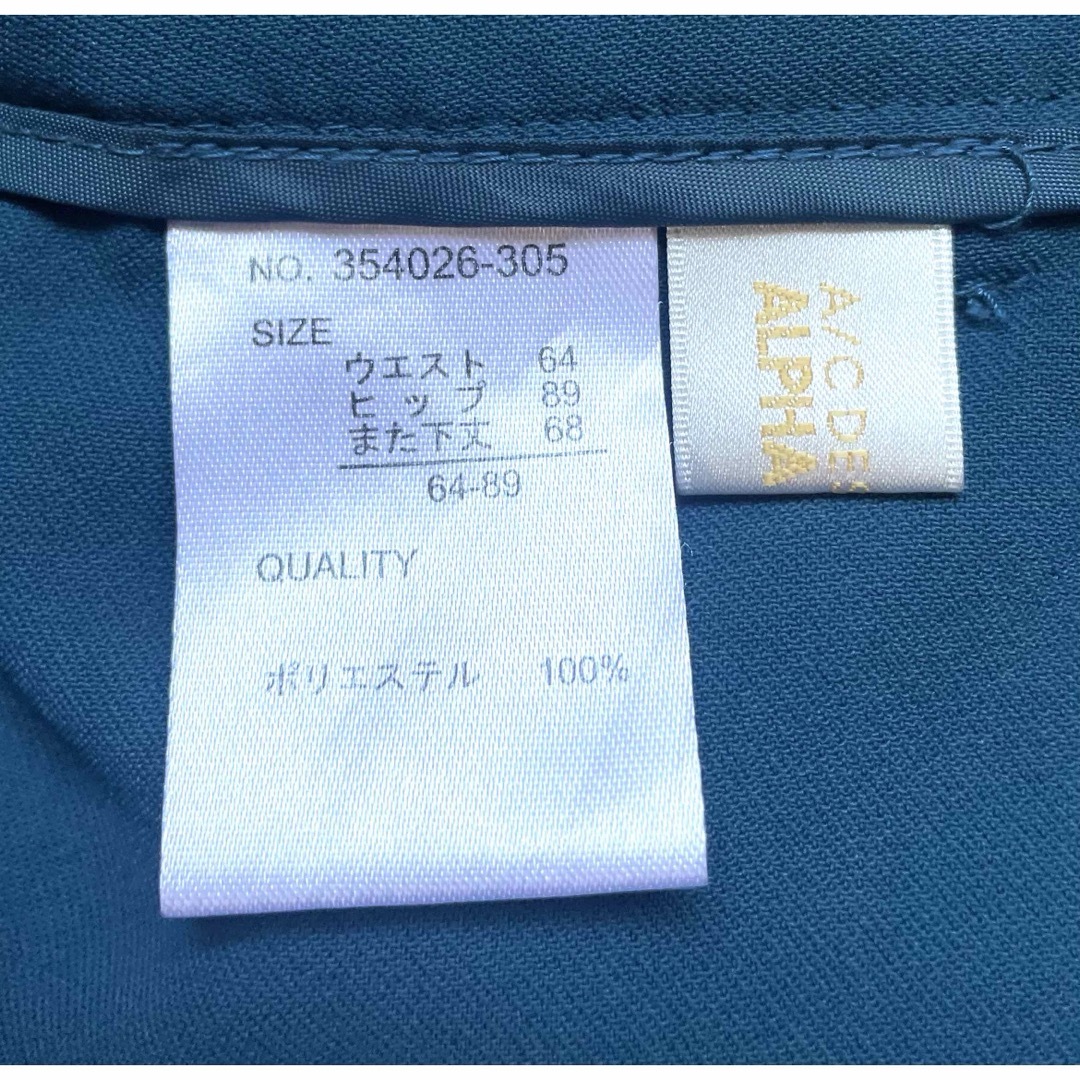 NO. 354026-305
SIZE
ウエスト 64
ヒップ 89
また下丈 68
64-89
QUALITY
ポリエステル 100%
A/C DES
ALPHA